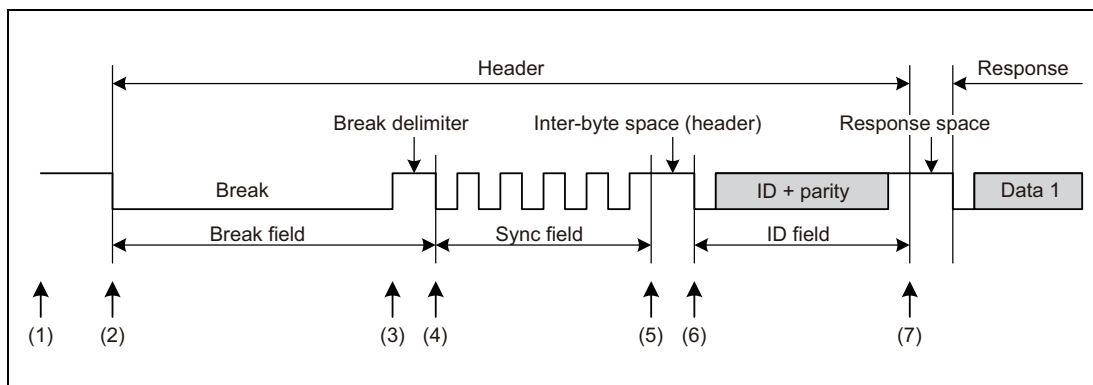 Header
Response
Break delimiter
Inter-byte space (header)
Response space
Break
ID + parity
Data 1
Break field
Sync field
ID field
(1)
(2)
(3)
(4)
(5)
(6)
(7)